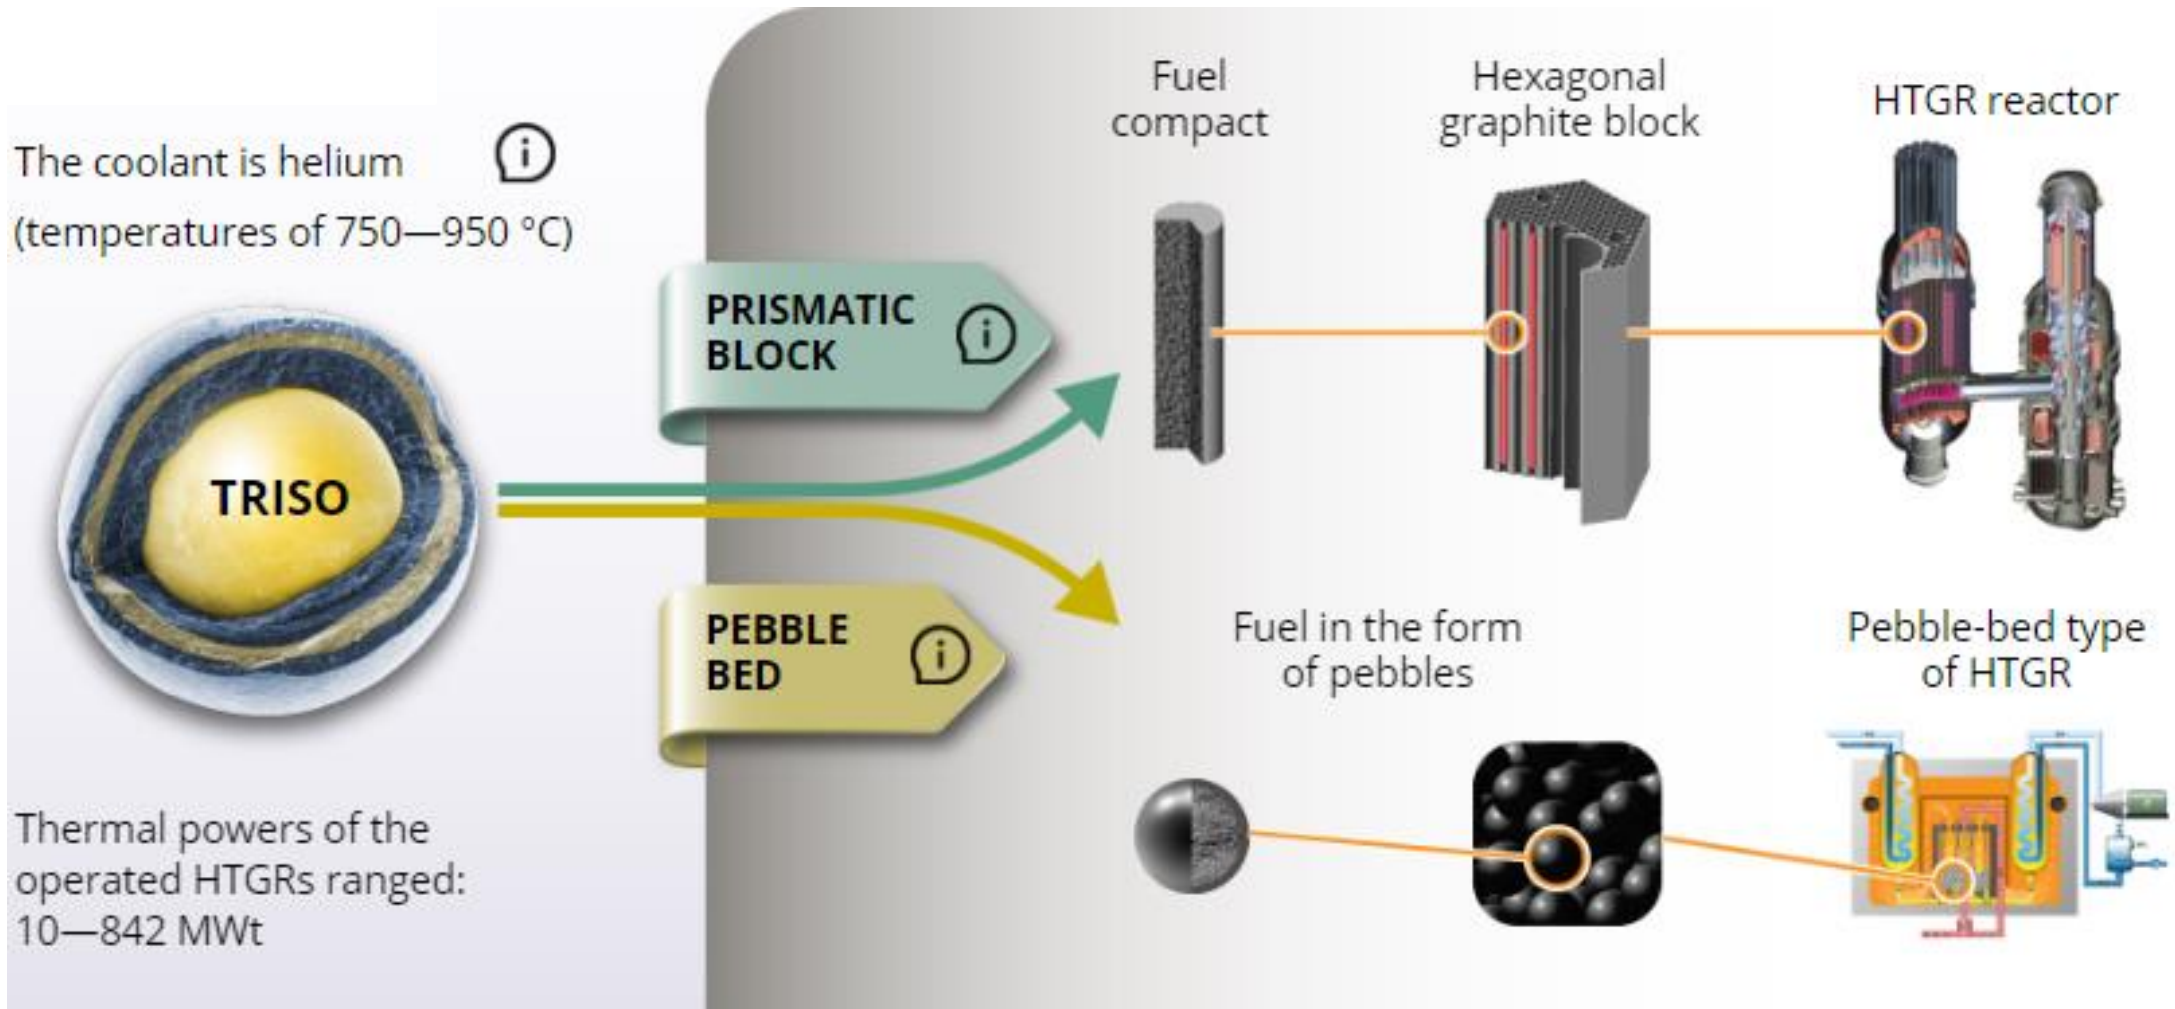 The coolant is helium
(temperatures of 750—950 °C)
TRISO
Thermal powers of the
operated HTGRs ranged:
10—842 MWt
PRISMATIC
BLOCK
PEBBLE
BED
Fuel
compact
Hexagonal
graphite block
HTGR reactor
Fuel in the form
of pebbles
Pebble-bed type
of HTGR